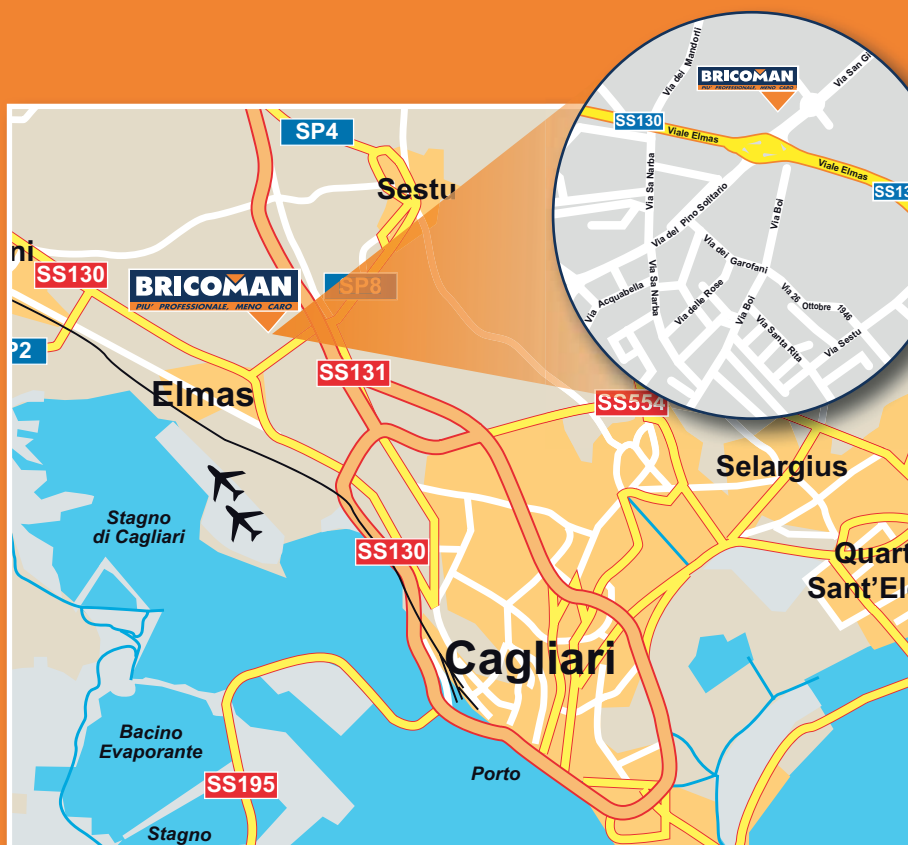 SP4
Sestu
ni
SS130
BRICOMAN
PIU' PROFESSIONALE, MENO CARO
SP8
P2
SS131
Elmas
SS554
Selargius
Stagno
di Cagliari
SS130
Quart
Sant'El
Cagliari
Bacino
Evaporante
Porto
SS195
Stagno
Via dei Mandorli
BRICOMAN
PIU' PROFESSIONALE, MENO CARO
Via San Gi
SS130
Viale Elmas
Viale Elmas
SS13
Via Sa Narba
Via del Pino Solitario
Via Boi
Via dei Garofani
Via Sa Narba
Via Acquabella
Via delle Rose
Via Boi
Via 26 Ottobre 1946
Via Santa Rita
Via Sestu